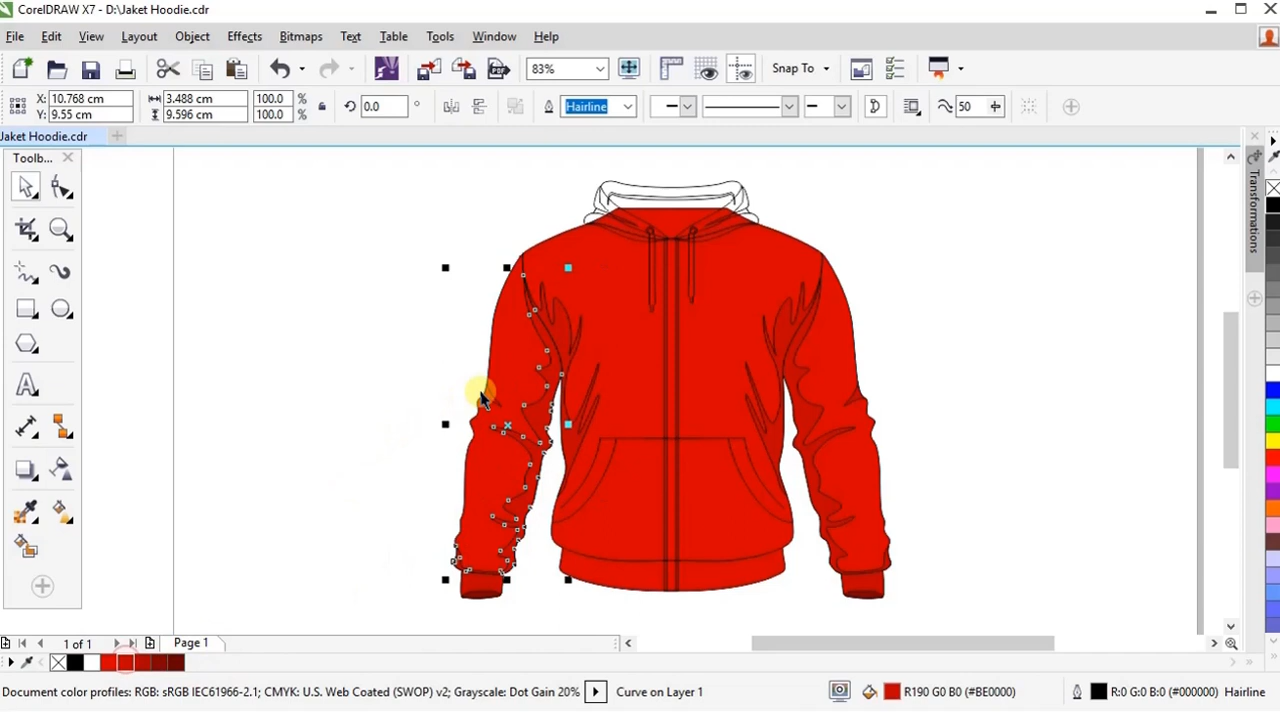 CorelDRAW X7 - D:\Jaket Hoodie.cdr
File Edit View Layout Object Effects Bitmaps Text Table Tools Window Help
83% Snap To
X: 10.768 cm 3.488 cm 100.0 % 0.0 ° Hairline 50
Y: 9.55 cm 9.596 cm 100.0 %
Jaket Hoodie.cdr
Toolb...
Transformations
1 of 1 Page 1
Document color profiles: RGB: sRGB IEC61966-2.1; CMYK: U.S. Web Coated (SWOP) v2; Grayscale: Dot Gain 20% Curve on Layer 1 R190 G0 B0 (#BE0000) R:0 G:0 B:0 (#000000) Hairline